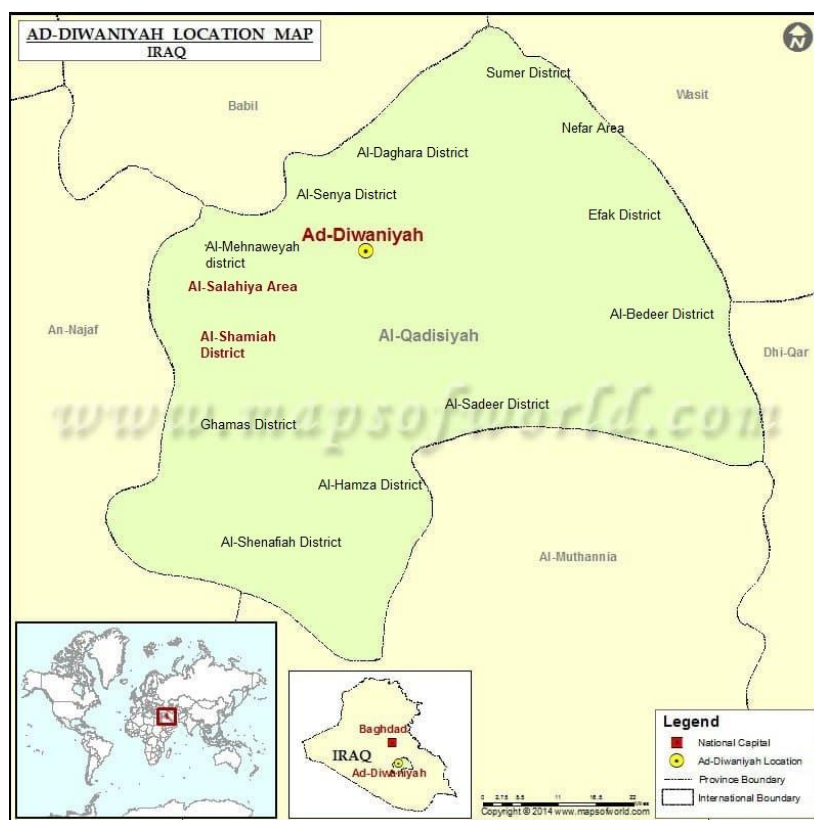 AD-DIWANIYAH LOCATION MAP
IRAQ
N
Sumer District
Babil
Wasit
Nefar Area
Al-Daghara District
Al-Senya District
Efak District
Ad-Diwaniyah
Al-Mehnaweyah
district
Al-Salahiya Area
Al-Bedeer District
An-Najaf
Al-Shamiah
District
Al-Qadisiyah
Dhi-Qar
Al-Sadeer District
www.mapsofworld.com
Ghamas District
Al-Hamza District
Al-Shenafiah District
Al-Muthannia
Baghdad
IRAQ
Ad-Diwaniyah
Legend
National Capital
Ad-Diwaniyah Location
Province Boundary
International Boundary
Copyright © 2014 www.mapsofworld.com